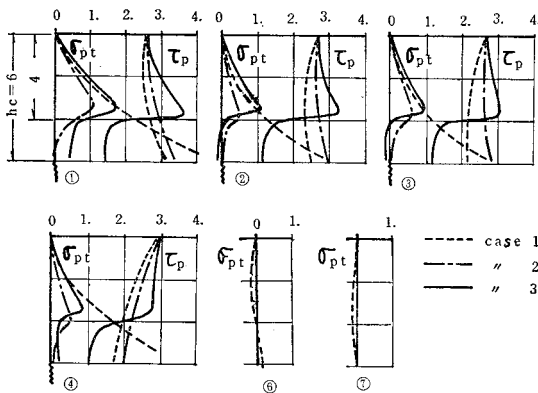 0 1. 2. 3. 4. 0 1. 2. 3. 4. 0 1. 2. 3. 4.
σpt τp σpt τp σpt τp
hc=6
4
① ② ③
0 1. 2. 3. 4. 0 1. 1.
σpt τp σpt σpt
case 1
〃 2
〃 3
④ ⑥ ⑦